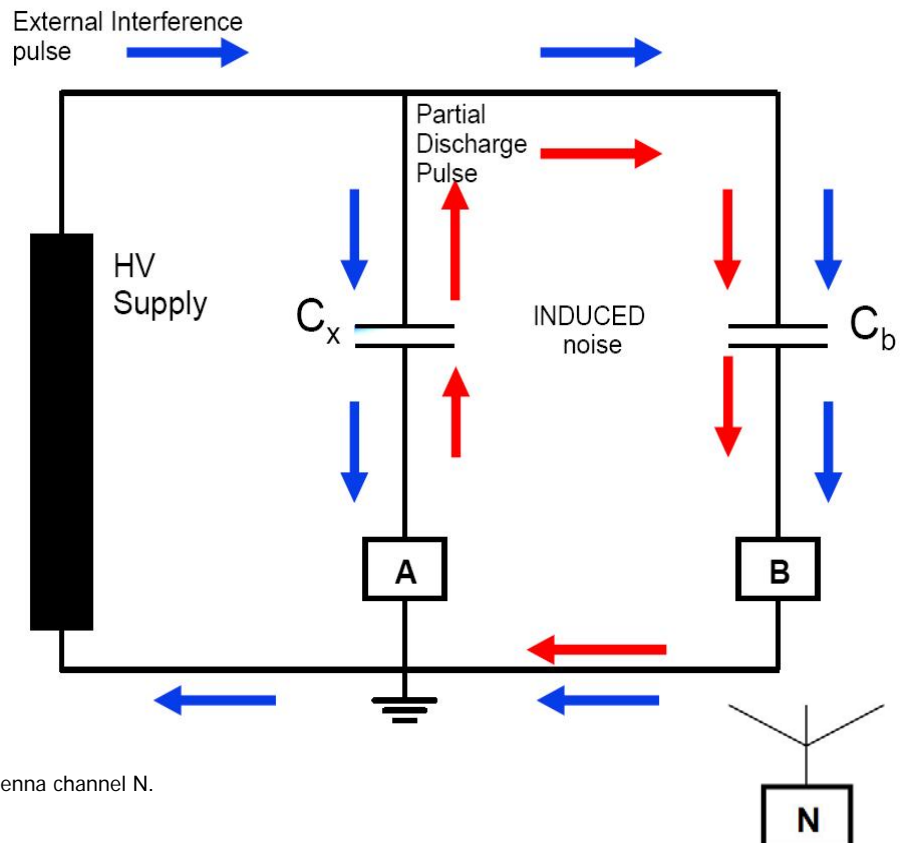 External Interference
pulse
Partial
Discharge
Pulse
HV
Supply
Cx
INDUCED
noise
Cb
A
B
enna channel N.
N